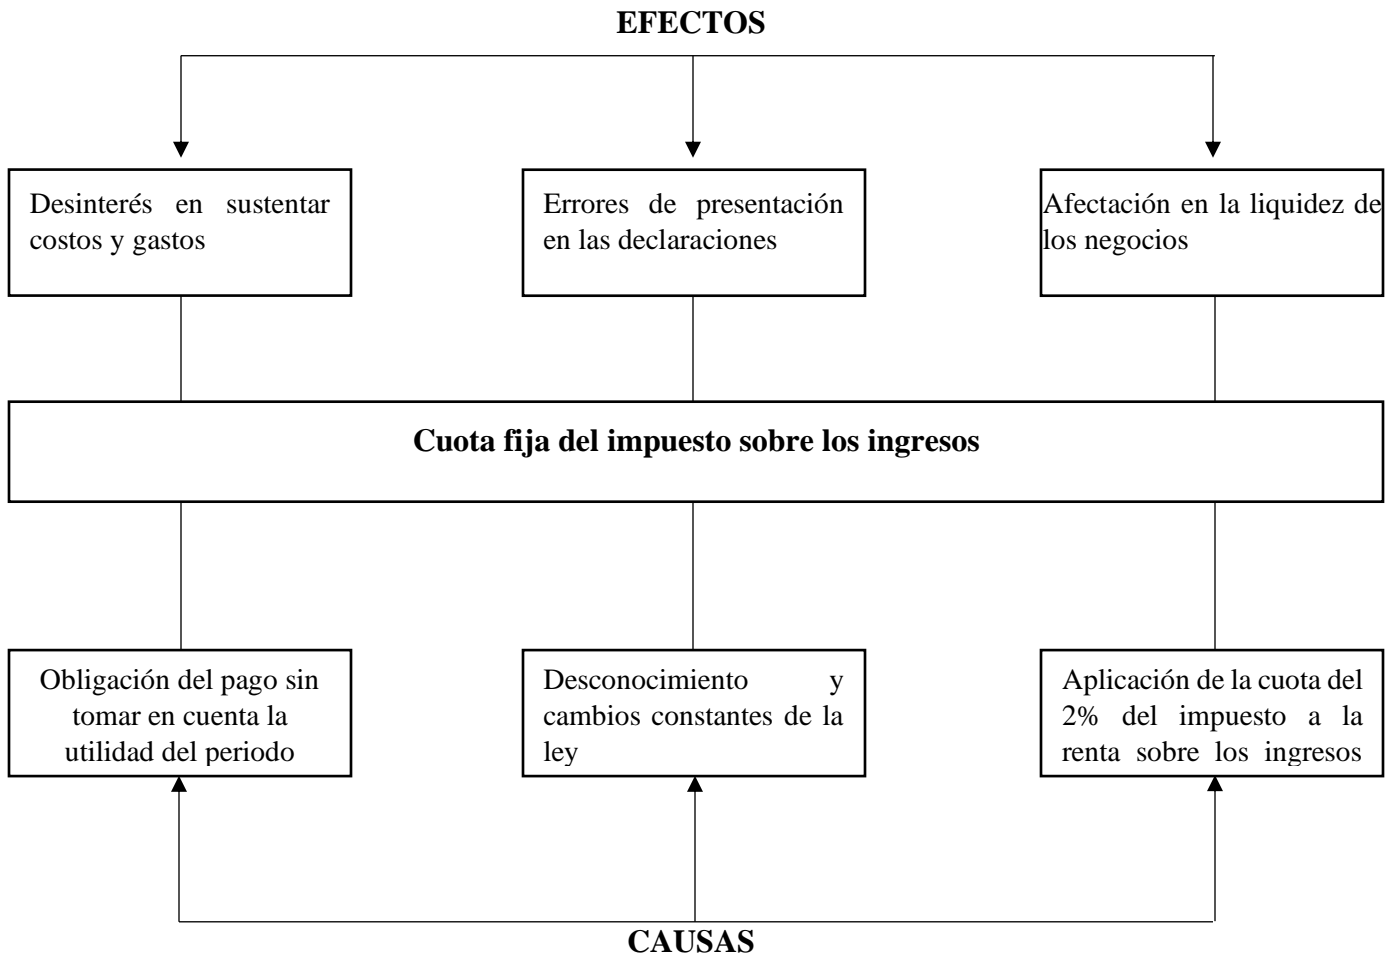 EFECTOS
Desinterés en sustentar
costos y gastos
Errores de presentación
en las declaraciones
Afectación en la liquidez de
los negocios
Cuota fija del impuesto sobre los ingresos
Obligación del pago sin
tomar en cuenta la
utilidad del periodo
Desconocimiento y
cambios constantes de la
ley
Aplicación de la cuota del
2% del impuesto a la
renta sobre los ingresos
CAUSAS